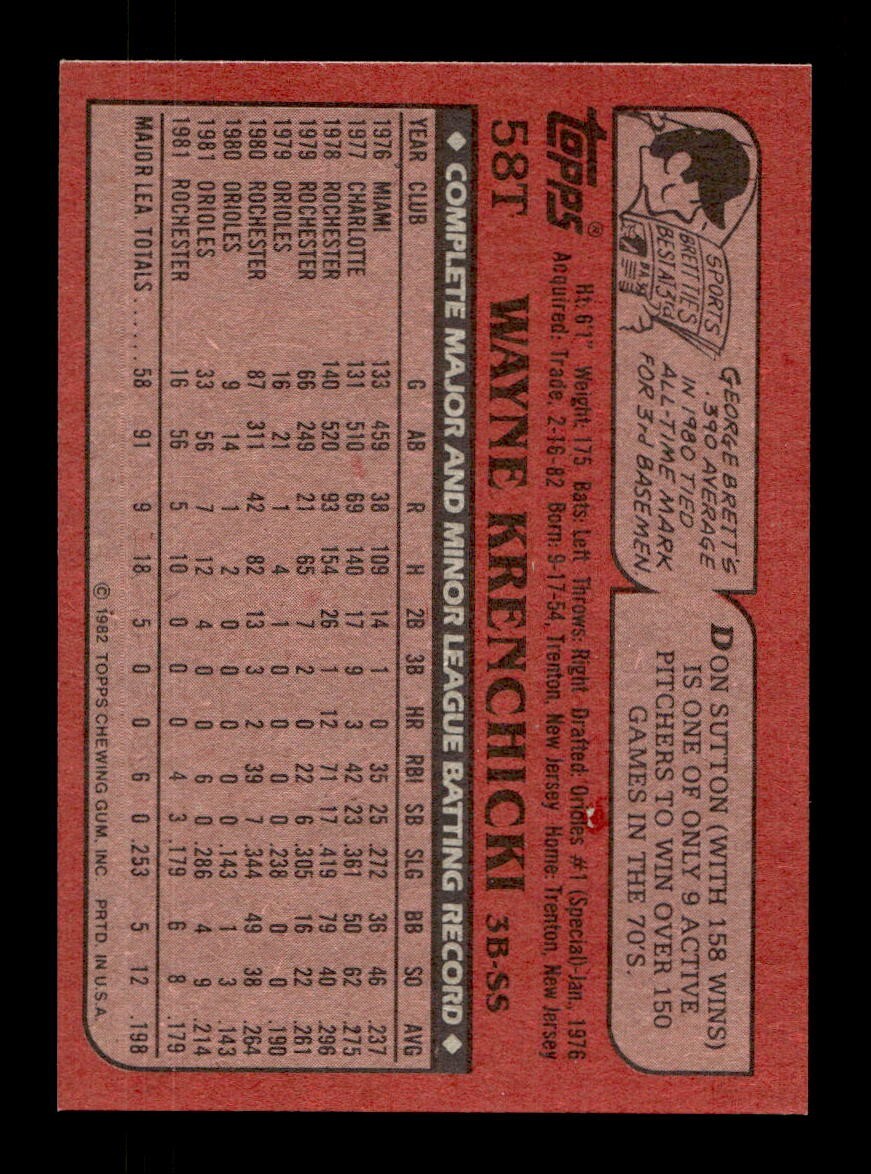 SPORTS
BRETT TIES
BEST AL 3rd
GEORGE BRETT'S
.390 AVERAGE
IN 1980 TIED
ALL-TIME MARK
FOR 3rd BASEMEN
DON SUTTON (WITH 158 WINS)
IS ONE OF ONLY 9 ACTIVE
PITCHERS TO WIN OVER 150
GAMES IN THE 70'S.
topps®
Ht: 6'1" Weight: 175 Bats: Left Throws: Right Drafted: Orioles #1 (Special)-Jan., 1976
Acquired: Trade, 2-16-82 Born: 9-17-54, Trenton, New Jersey Home: Trenton, New Jersey
58T WAYNE KRENCHICKI 3B-SS
◆ COMPLETE MAJOR AND MINOR LEAGUE BATTING RECORD ◆
YEAR CLUB G AB R H 2B 3B HR RBI SB SLG BB SO AVG
1976 MIAMI 133 459 38 109 14 1 0 35 25 .272 36 46 .237
1977 CHARLOTTE 131 510 69 140 17 9 3 42 23 .361 50 62 .275
1978 ROCHESTER 140 520 93 154 26 1 12 71 17 .419 79 40 .296
1979 ROCHESTER 66 249 21 65 7 2 0 22 6 .305 16 22 .261
1979 ORIOLES 16 21 1 4 1 0 0 0 0 .238 0 0 .190
1980 ROCHESTER 87 311 42 82 13 3 2 39 7 .344 49 38 .264
1980 ORIOLES 9 14 1 2 0 0 0 0 0 .143 1 3 .143
1981 ORIOLES 33 56 7 12 4 0 0 6 0 .286 4 9 .214
1981 ROCHESTER 16 56 5 10 0 0 0 4 3 .179 6 8 .179
MAJOR LEA TOTALS...... 58 91 9 18 5 0 0 6 0 .253 5 12 .198
© 1982 TOPPS CHEWING GUM, INC. PRTD. IN U.S.A.